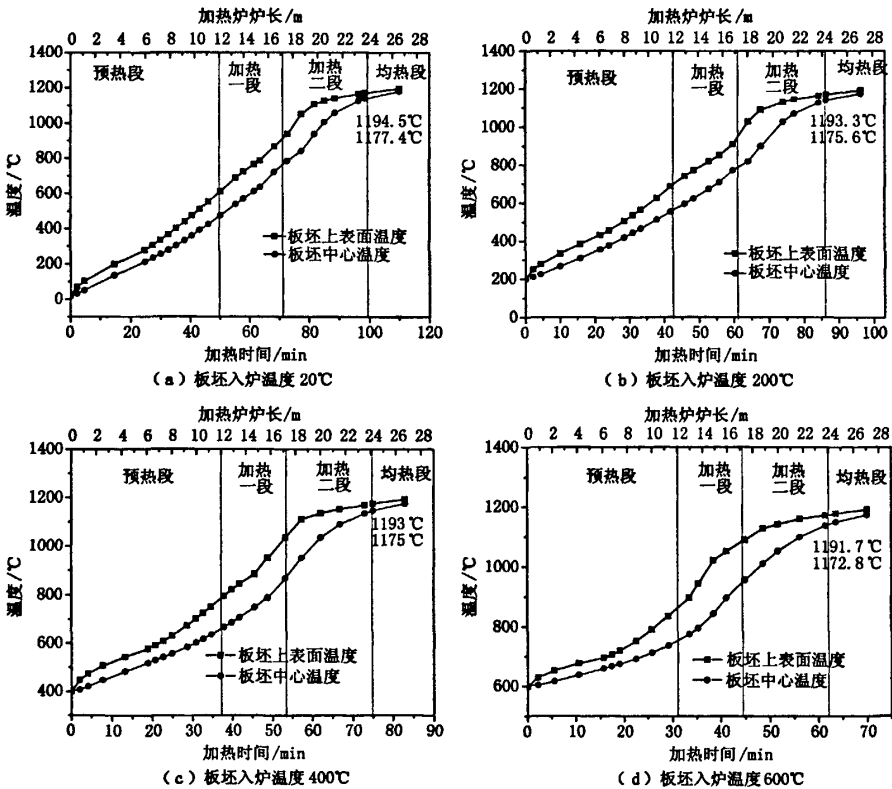 加热炉炉长/m
0 2 4 6 8 10 12 14 16 18 20 22 24 26 28
1400
1200
1000
800
600
400
200
0
温度/℃
预热段
加热
一段
加热
二段
均热段
1194.5℃
1177.4℃
板坯上表面温度
板坯中心温度
0 20 40 60 80 100 120
加热时间/min
(a)板坯入炉温度 20℃
加热炉炉长/m
0 2 4 6 8 10 12 14 16 18 20 22 24 26 28
1400
1200
1000
800
600
400
200
0
温度/℃
预热段
加热
一段
加热
二段
均热段
1193.3℃
1175.6℃
板坯上表面温度
板坯中心温度
0 10 20 30 40 50 60 70 80 90 100
加热时间/min
(b)板坯入炉温度 200℃
加热炉炉长/m
0 2 4 6 8 10 12 14 16 18 20 22 24 26 28
1400
1200
1000
800
600
400
温度/℃
预热段
加热
一段
加热
二段
均热段
1193℃
1175℃
板坯上表面温度
板坯中心温度
0 10 20 30 40 50 60 70 80 90
加热时间/min
(c)板坯入炉温度 400℃
加热炉炉长/m
0 2 4 6 8 10 12 14 16 18 20 22 24 26 28
1400
1200
1000
800
600
温度/℃
预热段
加热
一段
加热
二段
均热段
1191.7℃
1172.8℃
板坯上表面温度
板坯中心温度
0 10 20 30 40 50 60 70
加热时间/min
(d)板坯入炉温度600℃